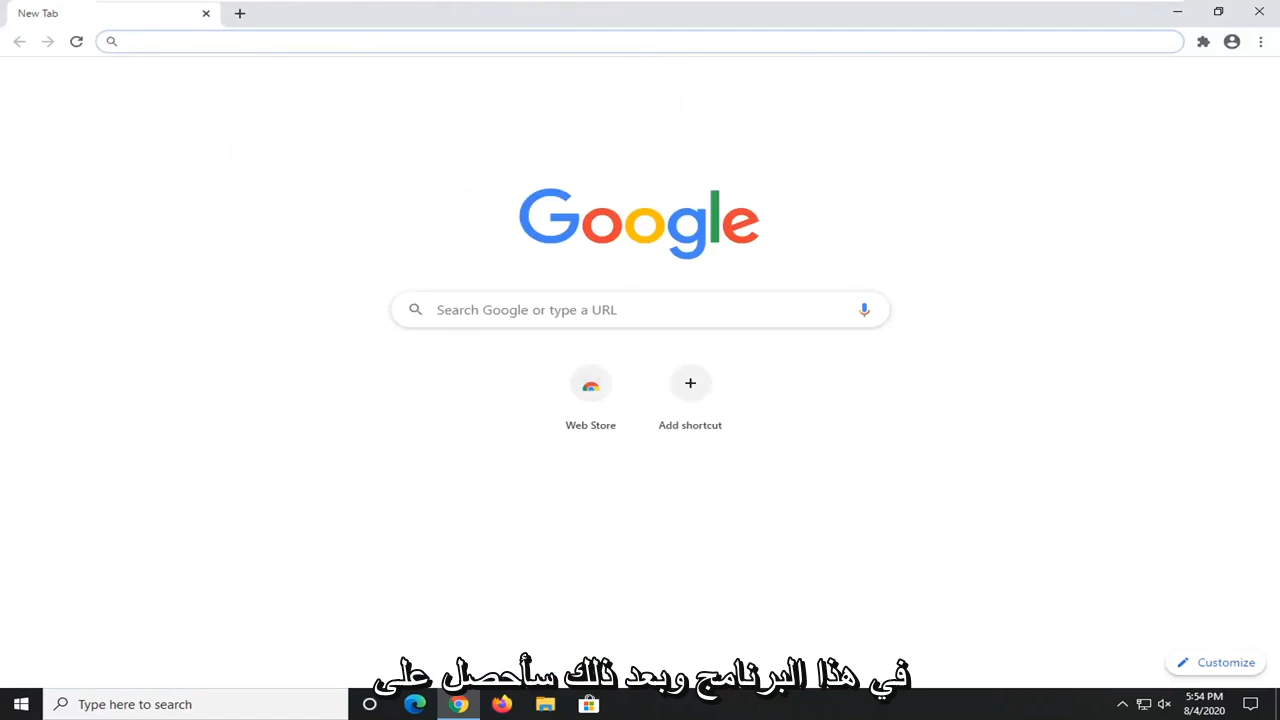 New Tab
Google
Search Google or type a URL
Web Store
Add shortcut
Customize
في هذا البرنامج وبعد ذلك سأحصل على
Type here to search
5:54 PM
8/4/2020